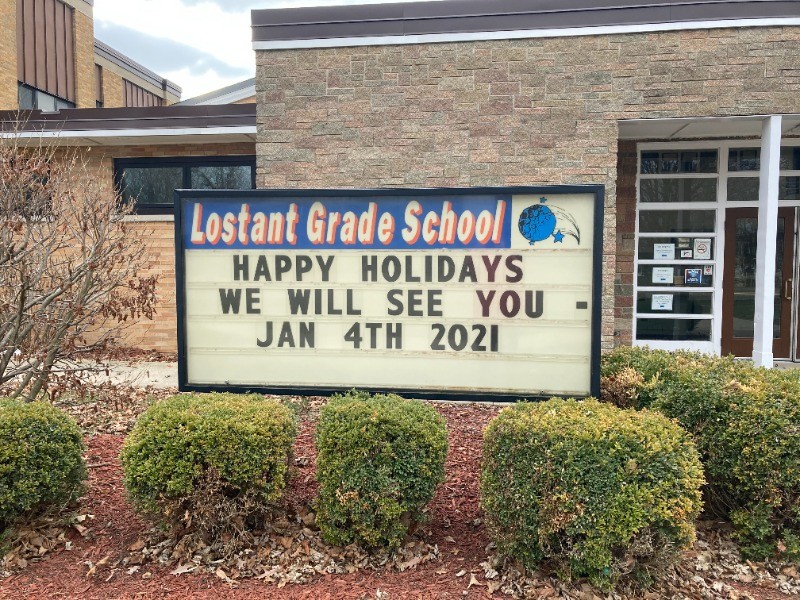 Lostant Grade School
HAPPY HOLIDAYS
WE WILL SEE YOU -
JAN 4TH 2021